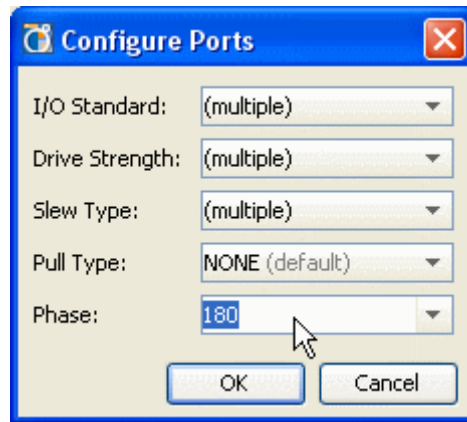 Configure Ports
I/O Standard: (multiple)
Drive Strength: (multiple)
Slew Type: (multiple)
Pull Type: NONE (default)
Phase: 180
OK Cancel